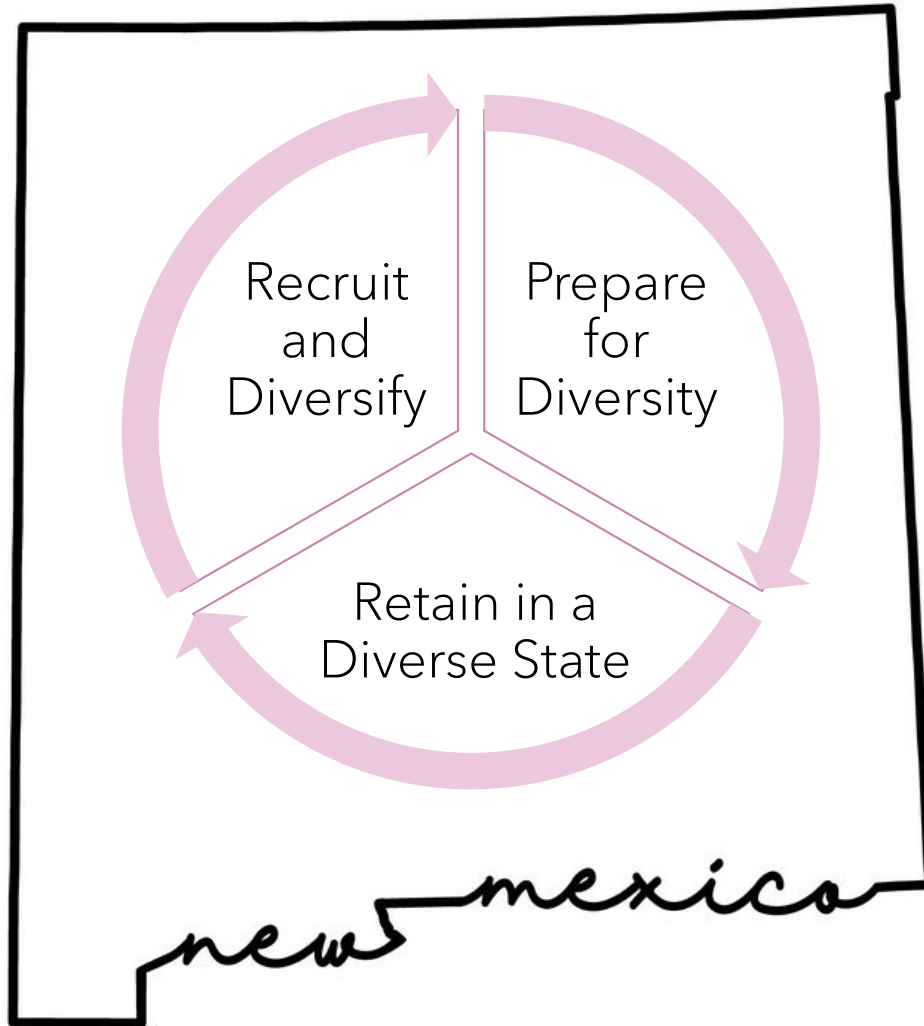 Recruit
and
Diversify
Prepare
for
Diversity
Retain in a
Diverse State
new mexico